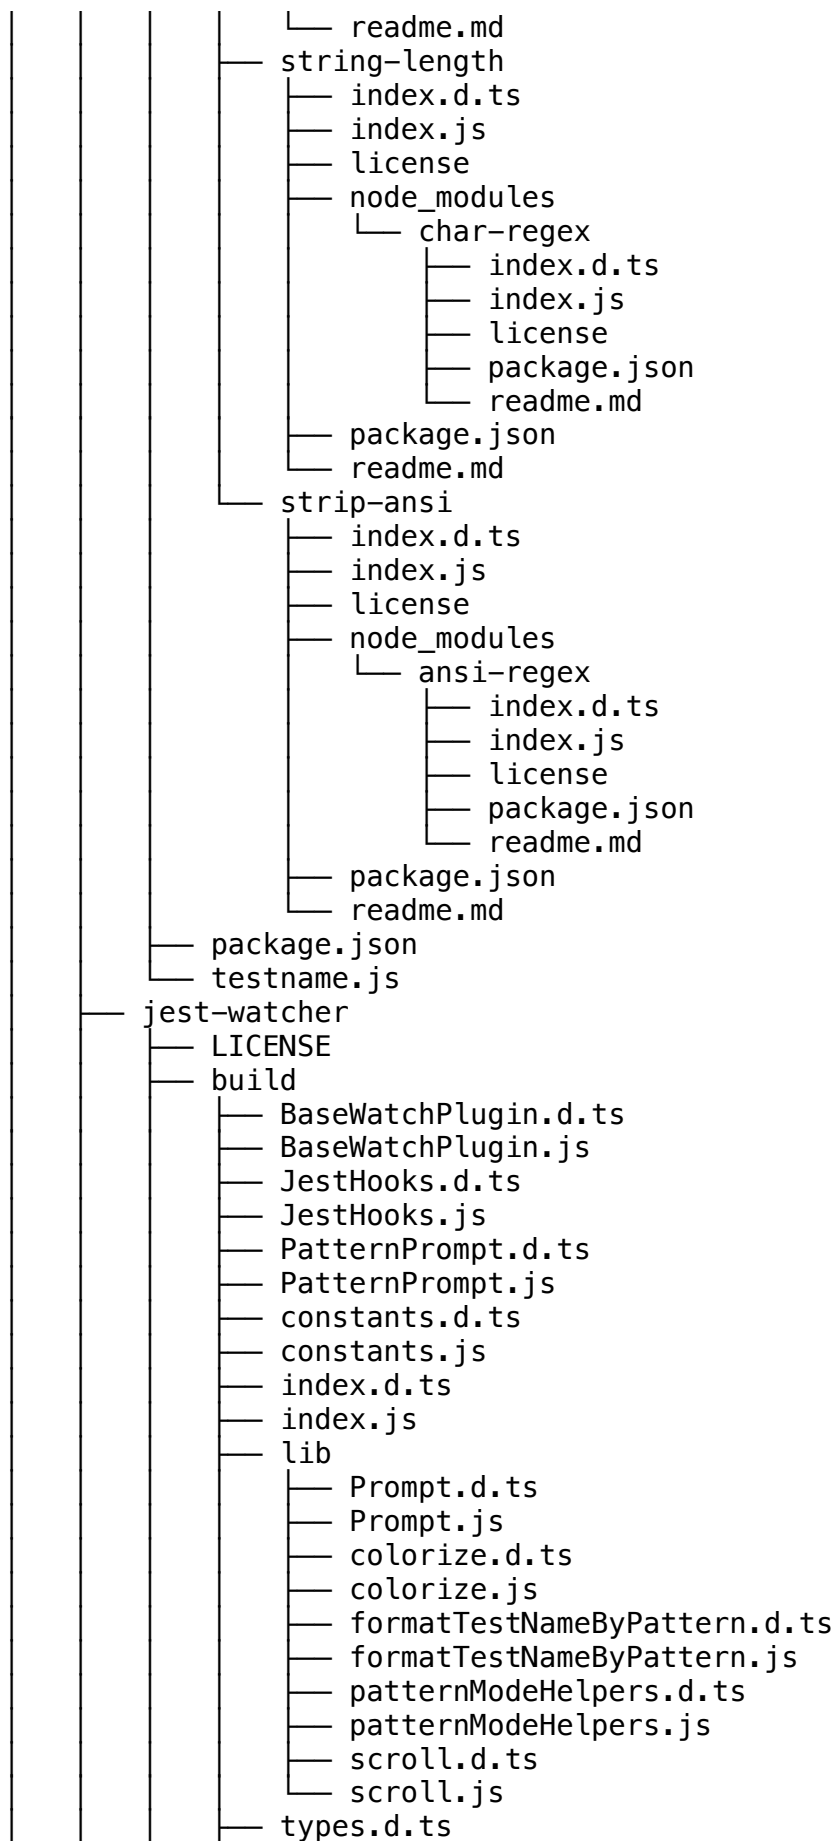 │   │   │   │   └── readme.md
│   │   │   ├── string-length
│   │   │   │   ├── index.d.ts
│   │   │   │   ├── index.js
│   │   │   │   ├── license
│   │   │   │   ├── node_modules
│   │   │   │   │   └── char-regex
│   │   │   │   │       ├── index.d.ts
│   │   │   │   │       ├── index.js
│   │   │   │   │       ├── license
│   │   │   │   │       ├── package.json
│   │   │   │   │       └── readme.md
│   │   │   │   ├── package.json
│   │   │   │   └── readme.md
│   │   │   └── strip-ansi
│   │   │       ├── index.d.ts
│   │   │       ├── index.js
│   │   │       ├── license
│   │   │       ├── node_modules
│   │   │       │   └── ansi-regex
│   │   │       │       ├── index.d.ts
│   │   │       │       ├── index.js
│   │   │       │       ├── license
│   │   │       │       ├── package.json
│   │   │       │       └── readme.md
│   │   │       ├── package.json
│   │   │       └── readme.md
│   │   ├── package.json
│   │   └── testname.js
│   ├── jest-watcher
│   │   ├── LICENSE
│   │   ├── build
│   │   │   ├── BaseWatchPlugin.d.ts
│   │   │   ├── BaseWatchPlugin.js
│   │   │   ├── JestHooks.d.ts
│   │   │   ├── JestHooks.js
│   │   │   ├── PatternPrompt.d.ts
│   │   │   ├── PatternPrompt.js
│   │   │   ├── constants.d.ts
│   │   │   ├── constants.js
│   │   │   ├── index.d.ts
│   │   │   ├── index.js
│   │   │   ├── lib
│   │   │   │   ├── Prompt.d.ts
│   │   │   │   ├── Prompt.js
│   │   │   │   ├── colorize.d.ts
│   │   │   │   ├── colorize.js
│   │   │   │   ├── formatTestNameByPattern.d.ts
│   │   │   │   ├── formatTestNameByPattern.js
│   │   │   │   ├── patternModeHelpers.d.ts
│   │   │   │   ├── patternModeHelpers.js
│   │   │   │   ├── scroll.d.ts
│   │   │   │   └── scroll.js
│   │   │   ├── types.d.ts